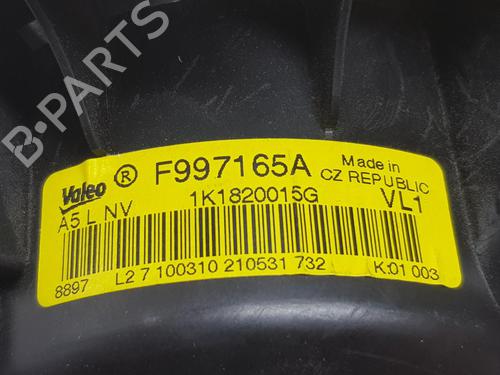 B-PARTS
Valeo ® F997165A Made in
CZ REPUBLIC
A5 L NV 1K1820015G VL1
8897 L2 7 100310 210531 732 K:01 003